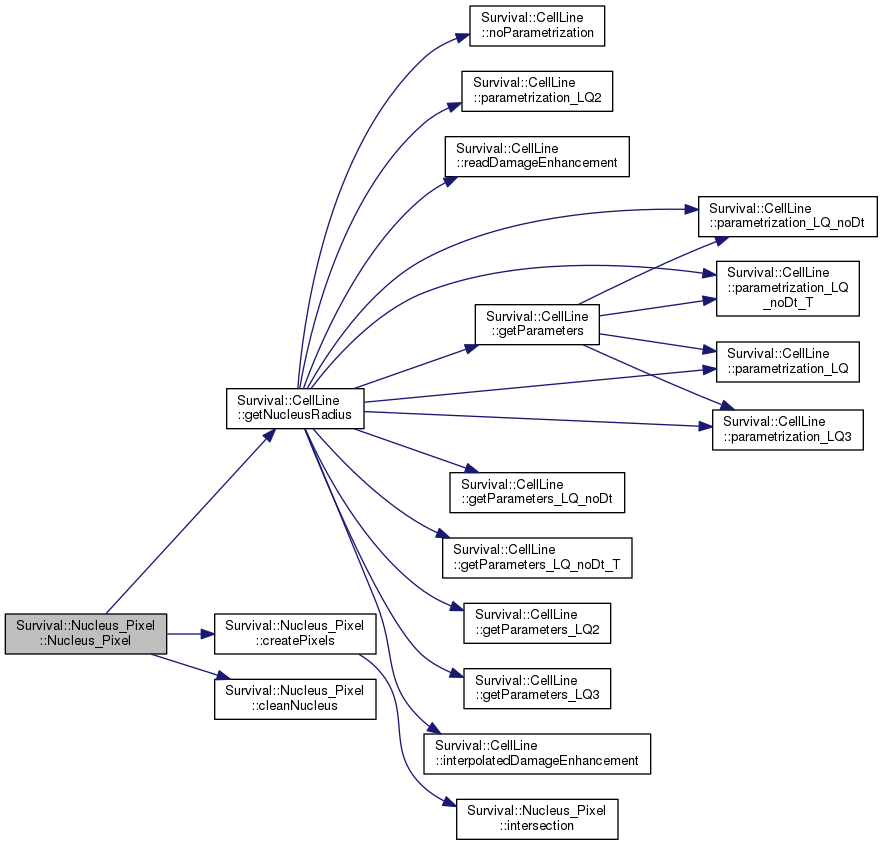 Survival::CellLine
::noParametrization
Survival::CellLine
::parametrization_LQ2
Survival::CellLine
::readDamageEnhancement
Survival::CellLine
::parametrization_LQ_noDt
Survival::CellLine
::parametrization_LQ
_noDt_T
Survival::CellLine
::getParameters
Survival::CellLine
::parametrization_LQ
Survival::CellLine
::getNucleusRadius
Survival::CellLine
::parametrization_LQ3
Survival::CellLine
::getParameters_LQ_noDt
Survival::CellLine
::getParameters_LQ_noDt_T
Survival::CellLine
::getParameters_LQ2
Survival::Nucleus_Pixel
::Nucleus_Pixel
Survival::Nucleus_Pixel
::createPixels
Survival::CellLine
::getParameters_LQ3
Survival::Nucleus_Pixel
::cleanNucleus
Survival::CellLine
::interpolatedDamageEnhancement
Survival::Nucleus_Pixel
::intersection